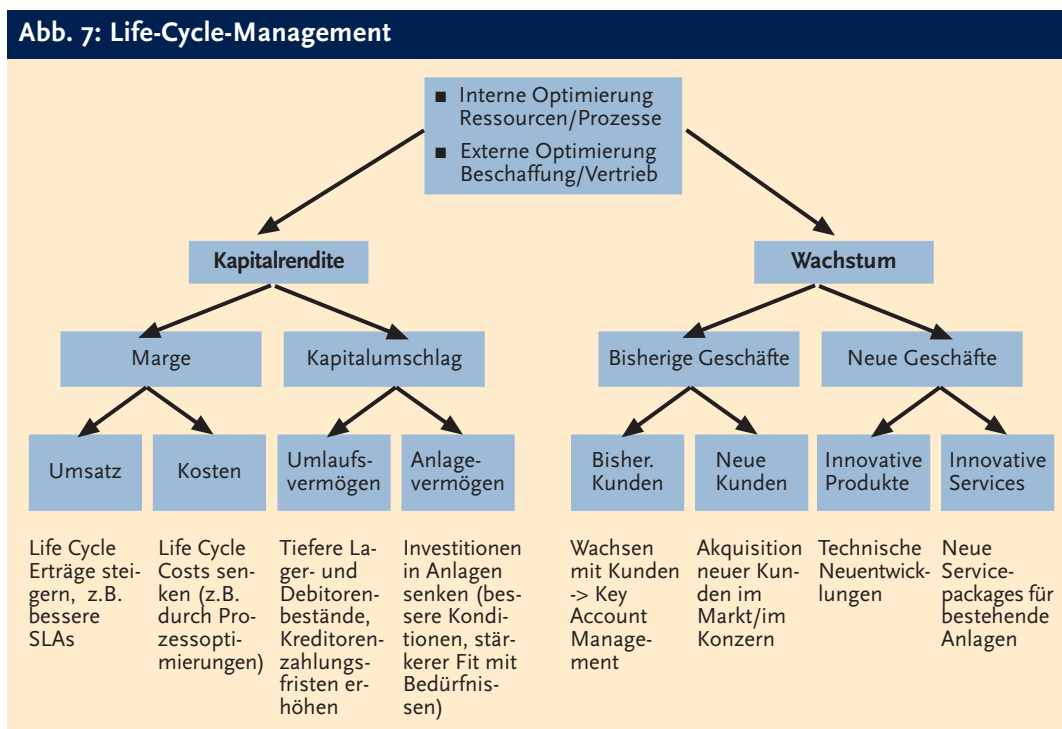 Abb. 7: Life-Cycle-Management
■ Interne Optimierung
Ressourcen/Prozesse
■ Externe Optimierung
Beschaffung/Vertrieb
Kapitalrendite
Wachstum
Marge
Kapitalumschlag
Bisherige Geschäfte
Neue Geschäfte
Umsatz
Kosten
Umlaufs-
vermögen
Anlage-
vermögen
Bisher.
Kunden
Neue
Kunden
Innovative
Produkte
Innovative
Services
Life Cycle
Erträge stei-
gern, z.B.
bessere
SLAs
Life Cycle
Costs sen-
ken (z.B.
durch Pro-
zessopti-
mierungen)
Tiefere La-
ger- und
Debitoren-
bestände,
Kreditoren-
zahlungs-
fristen er-
höhen
Investitionen
in Anlagen
senken (bes-
sere Kondi-
tionen, stär-
kerer Fit mit
Bedürfnis-
sen)
Wachsen
mit Kunden
-> Key
Account
Manage-
ment
Akquisition
neuer Kun-
den im
Markt/im
Konzern
Technische
Neuentwick-
lungen
Neue
Service-
packages für
bestehende
Anlagen